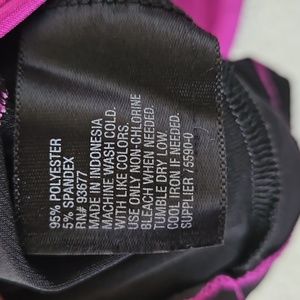 95% POLYESTER
5% SPANDEX
RN# 93677
MADE IN INDONESIA
MACHINE WASH COLD.
WITH LIKE COLORS.
USE ONLY NON-CHLORINE
BLEACH WHEN NEEDED.
TUMBLE DRY LOW.
COOL IRON IF NEEDED.
SUPPLIER 75590-0